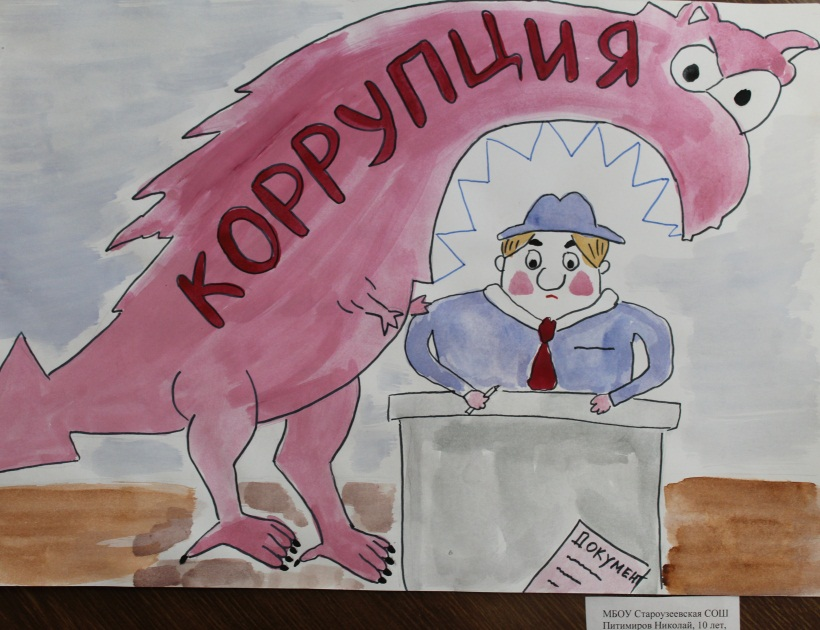 КОРРУПЦИЯ
ДОКУМЕНТ
МБОУ Староузеевская СОШ
Питимиров Николай, 10 лет,